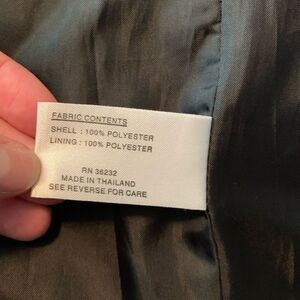 FABRIC CONTENTS
SHELL : 100% POLYESTER
LINING : 100% POLYESTER
RN 36232
MADE IN THAILAND
SEE REVERSE FOR CARE